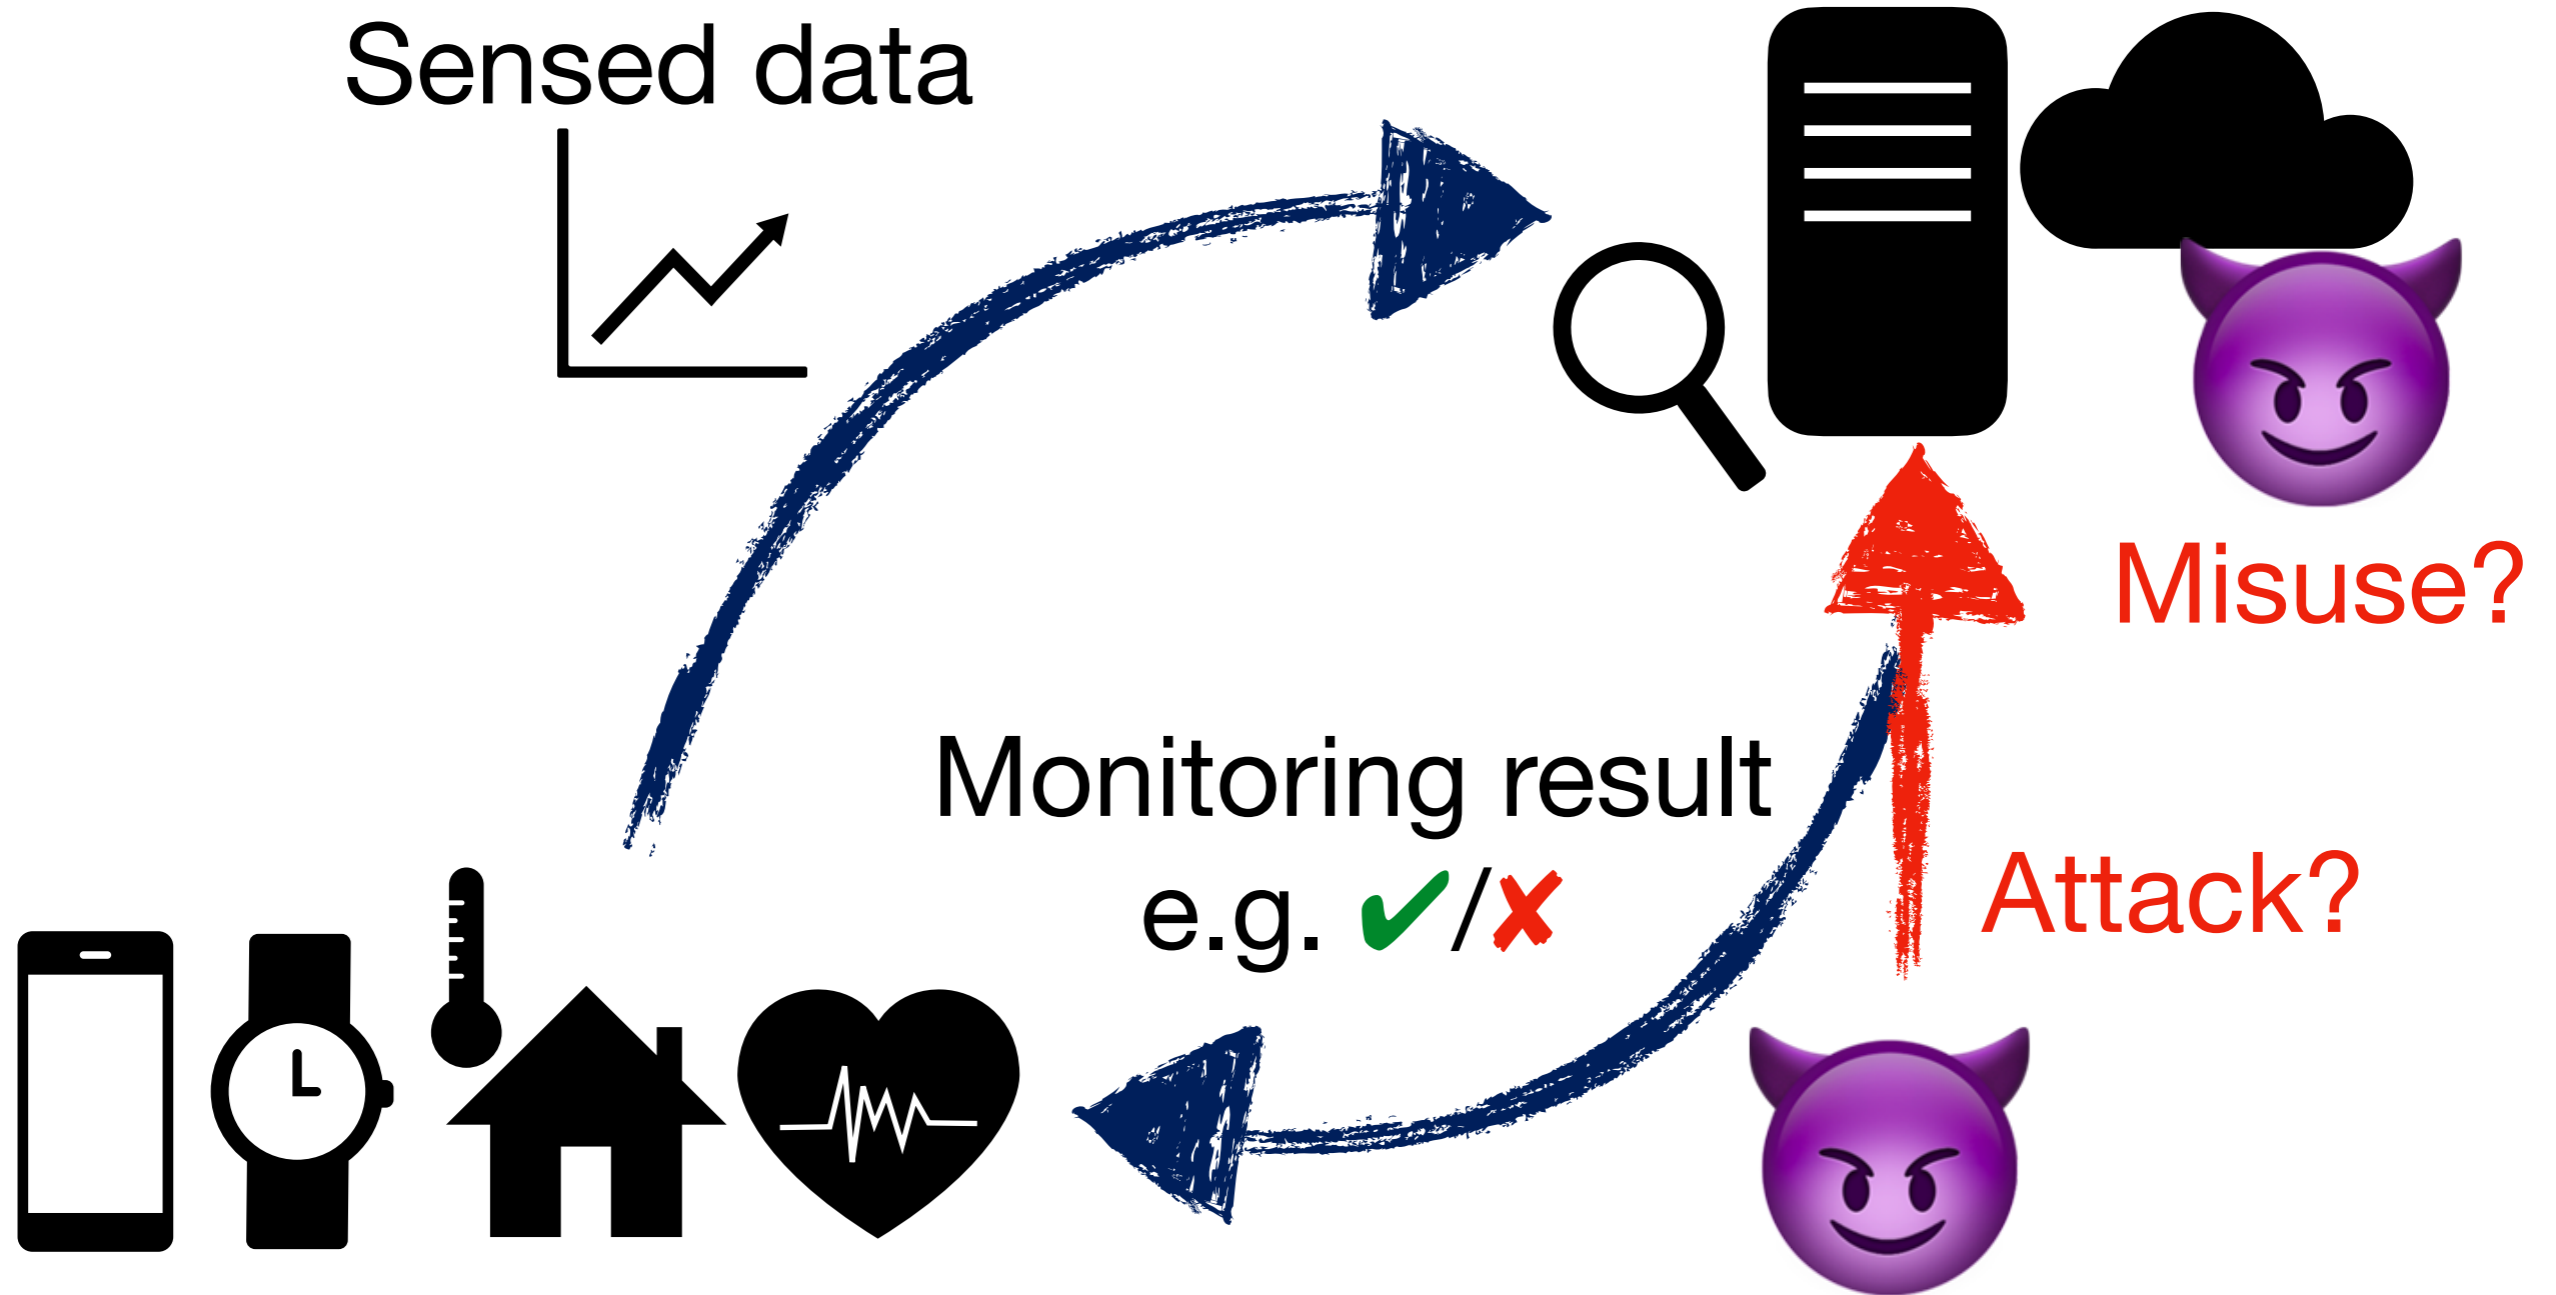 Sensed data
Misuse?
Monitoring result
e.g. ✔/✘
Attack?